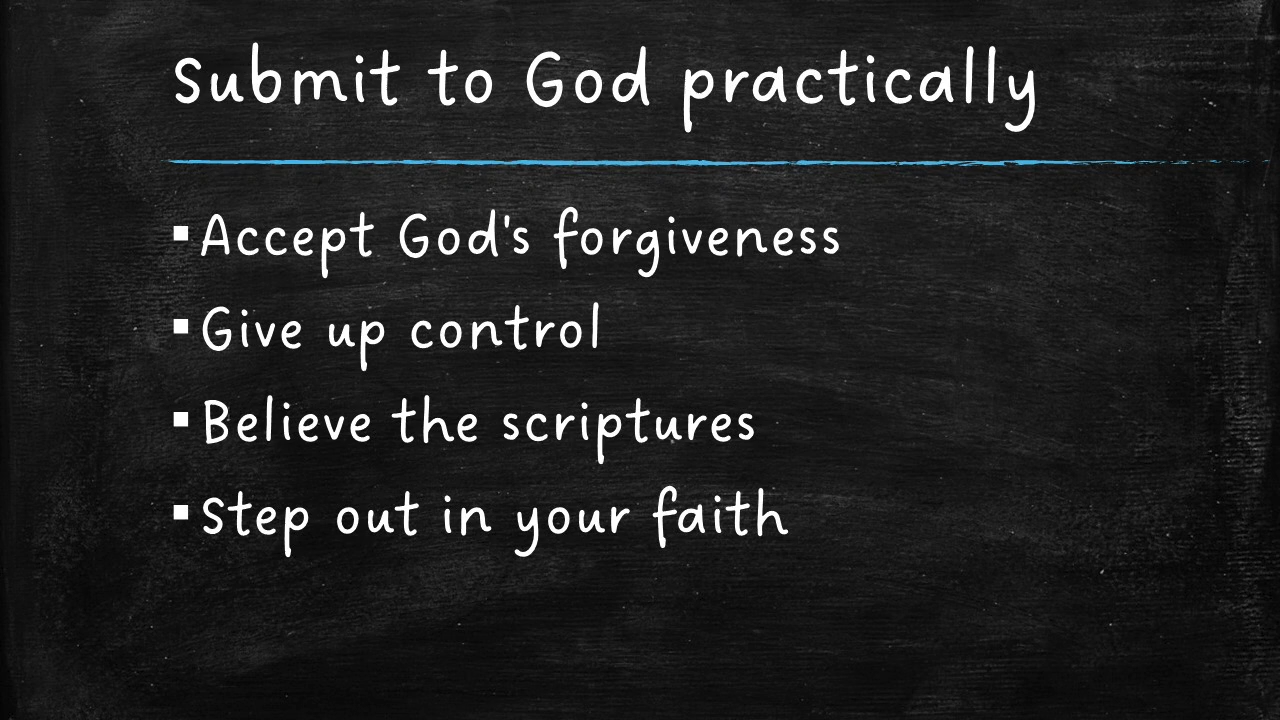 Submit to God practically
▪Accept God's forgiveness
▪Give up control
▪Believe the scriptures
▪Step out in your faith